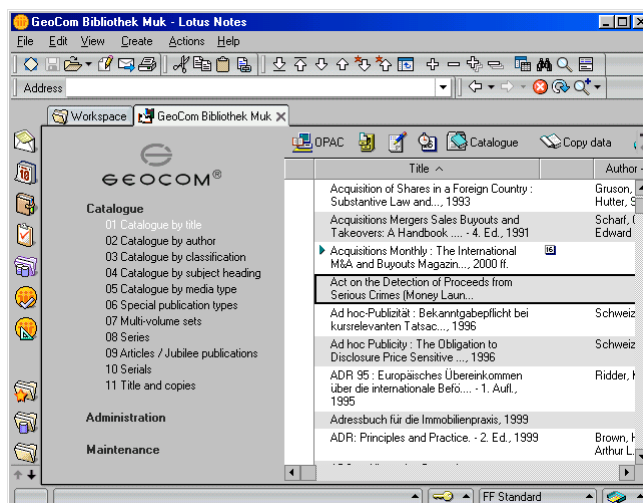 GeoCom Bibliothek Muk - Lotus Notes
File Edit View Create Actions Help
Address
Workspace GeoCom Bibliothek Muk
OPAC Catalogue Copy data
GEOCOM®
Title Author
Catalogue
01 Catalogue by title
02 Catalogue by author
03 Catalogue by classification
04 Catalogue by subject heading
05 Catalogue by media type
06 Special publication types
07 Multi-volume sets
08 Series
09 Articles / Jubilee publications
10 Serials
11 Title and copies
Administration
Maintenance
Acquisition of Shares in a Foreign Country : Gruson,
Substantive Law and..., 1993 Hutter, S
Acquisitions Mergers Sales Buyouts and Scharf, 
Takeovers: A Handbook .... - 4. Ed., 1991 Edward
Acquisitions Monthly : The International 16
M&A and Buyouts Magazin..., 2000 ff.
Act on the Detection of Proceeds from
Serious Crimes (Money Laun...
Ad hoc-Publizität : Bekanntgabepflicht bei Schweiz
kursrelevanten Tatsac..., 1996
Ad hoc Publicity : The Obligation to Schweiz
Disclosure Price Sensitive ..., 1996
ADR 95 : Europäisches Übereinkommen Ridder,
über die internationale Befö.... - 1. Aufl.,
1995
Adressbuch für die Immobilienpraxis, 1999
ADR: Principles and Practice. - 2. Ed., 1999 Brown, H
Arthur L.
FF Standard